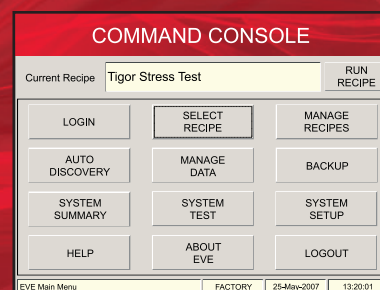 COMMAND CONSOLE
Current Recipe Tigor Stress Test RUN
RECIPE
LOGIN
SELECT
RECIPE
MANAGE
RECIPES
AUTO
DISCOVERY
MANAGE
DATA
BACKUP
SYSTEM
SUMMARY
SYSTEM
TEST
SYSTEM
SETUP
HELP
ABOUT
EVE
LOGOUT
EVE Main Menu FACTORY 25-May-2007 13:20:01